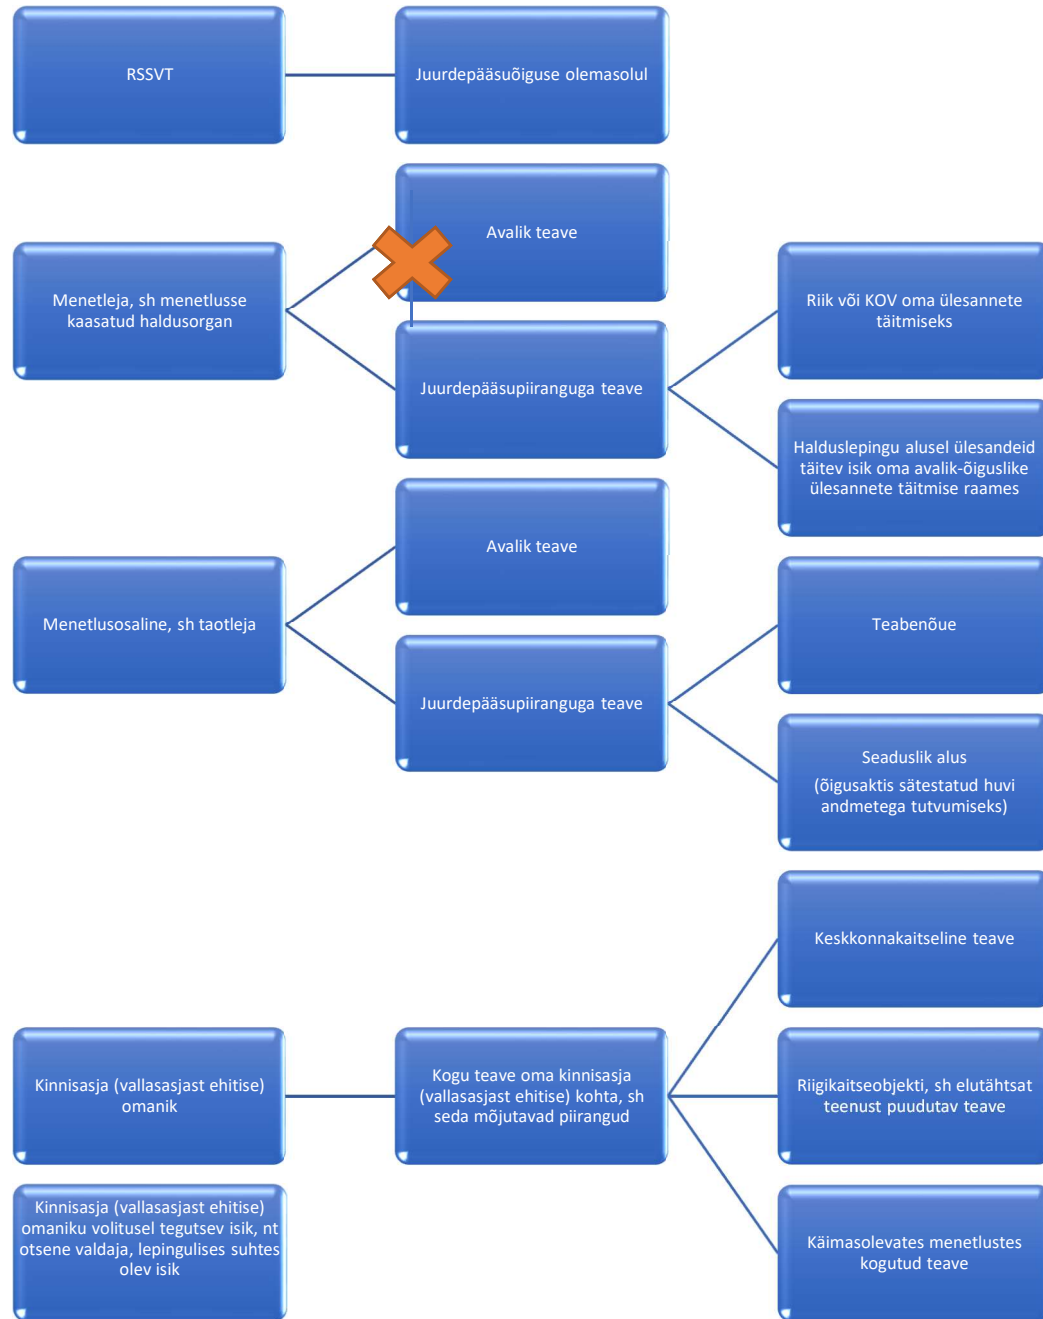 RSSVT
Juurdepääsuõiguse olemasolul
Menetleja, sh menetlusse
kaasatud haldusorgan
Avalik teave
Juurdepääsupiiranguga teave
Riik või KOV oma ülesannete
täitmiseks
Halduslepingu alusel ülesandeid
täitev isik oma avalik-õiguslike
ülesannete täitmise raames
Menetlusosaline, sh taotleja
Avalik teave
Juurdepääsupiiranguga teave
Teabenõue
Seaduslik alus
(õigusaktis sätestatud huvi
andmetega tutvumiseks)
Kinnisasja (vallasasjast ehitise)
omanik
Kogu teave oma kinnisasja
(vallasasjast ehitise) kohta, sh
seda mõjutavad piirangud
Keskkonnakaitseline teave
Riigikaitseobjekti, sh elutähtsat
teenust puudutav teave
Käimasolevates menetlustes
kogutud teave
Kinnisasja (vallasasjast ehitise)
omaniku volitusel tegutsev isik, nt
otsene valdaja, lepingulises suhtes
olev isik